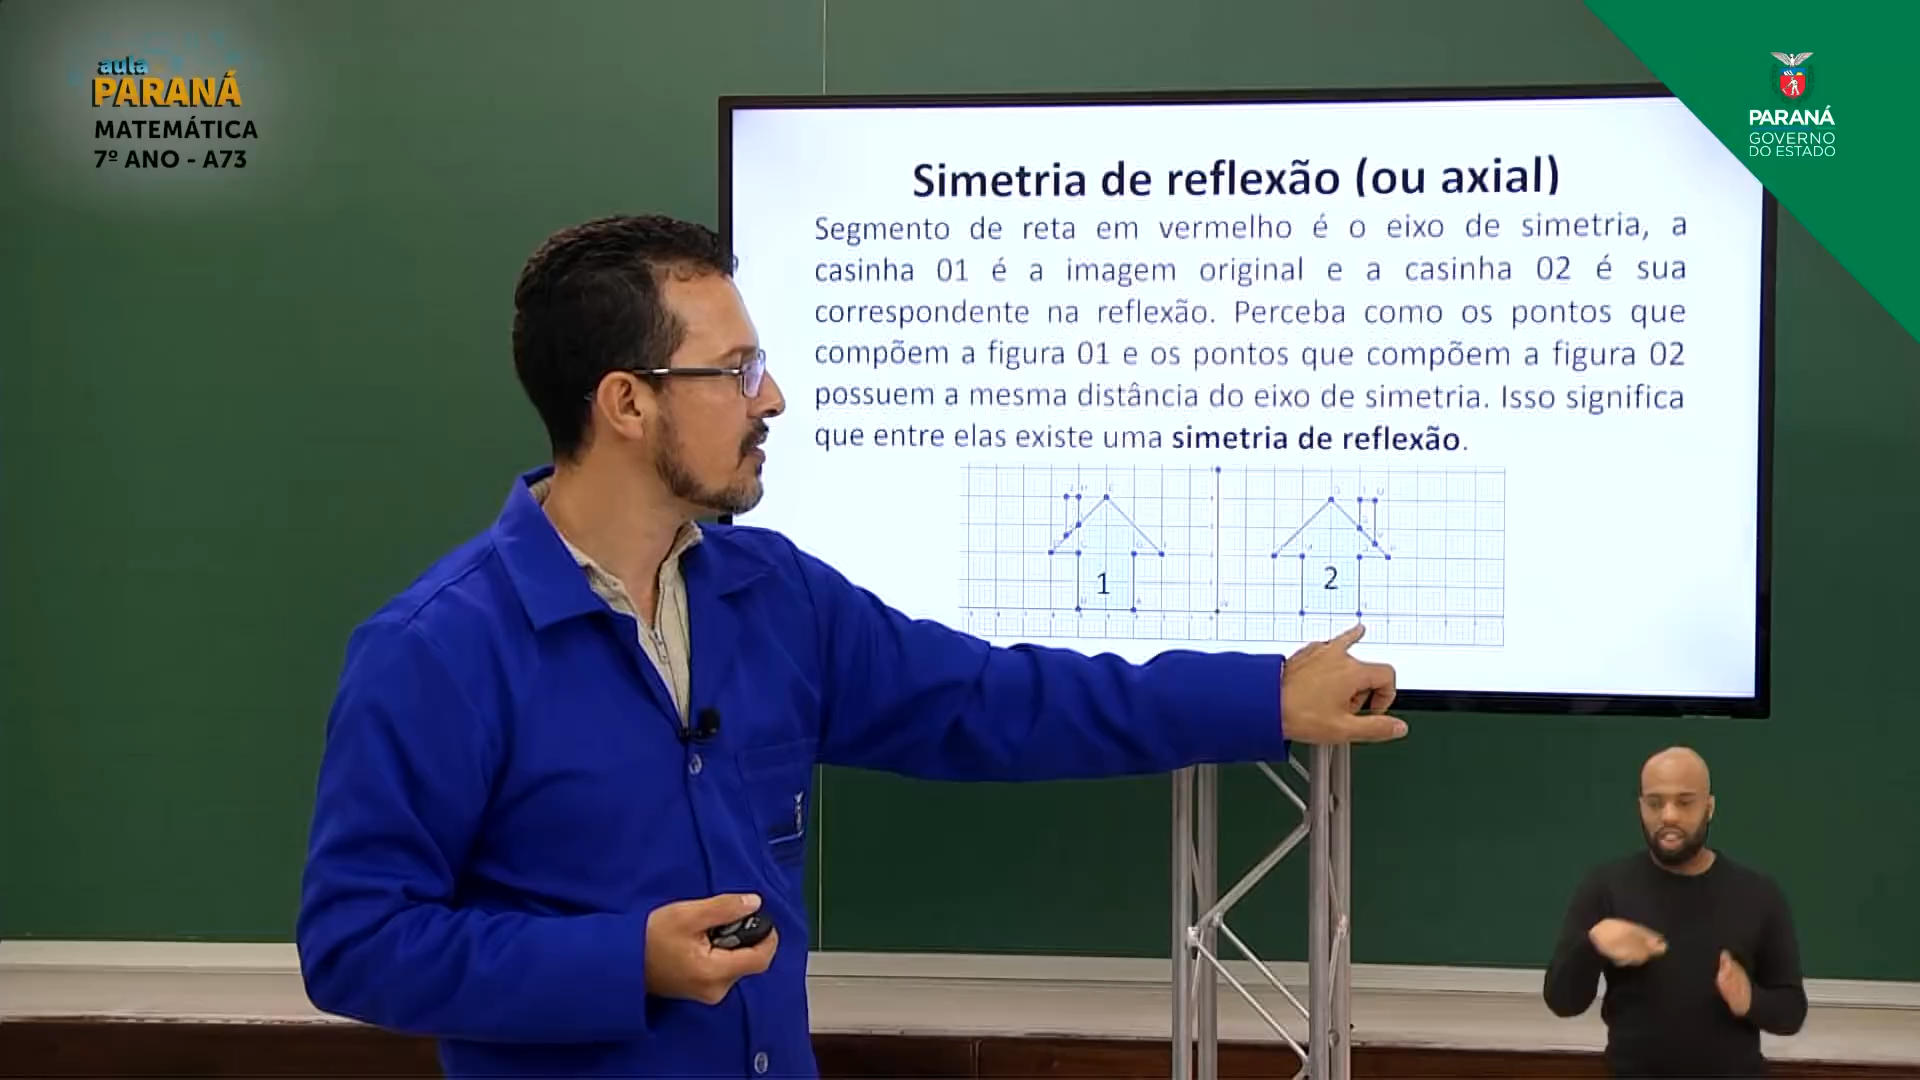 aula
PARANÁ
MATEMÁTICA
7º ANO - A73
PARANÁ
GOVERNO
DO ESTADO
Simetria de reflexão (ou axial)
Segmento de reta em vermelho é o eixo de simetria, a
casinha 01 é a imagem original e a casinha 02 é sua
correspondente na reflexão. Perceba como os pontos que
compõem a figura 01 e os pontos que compõem a figura 02
possuem a mesma distância do eixo de simetria. Isso significa
que entre elas existe uma simetria de reflexão.
1
2